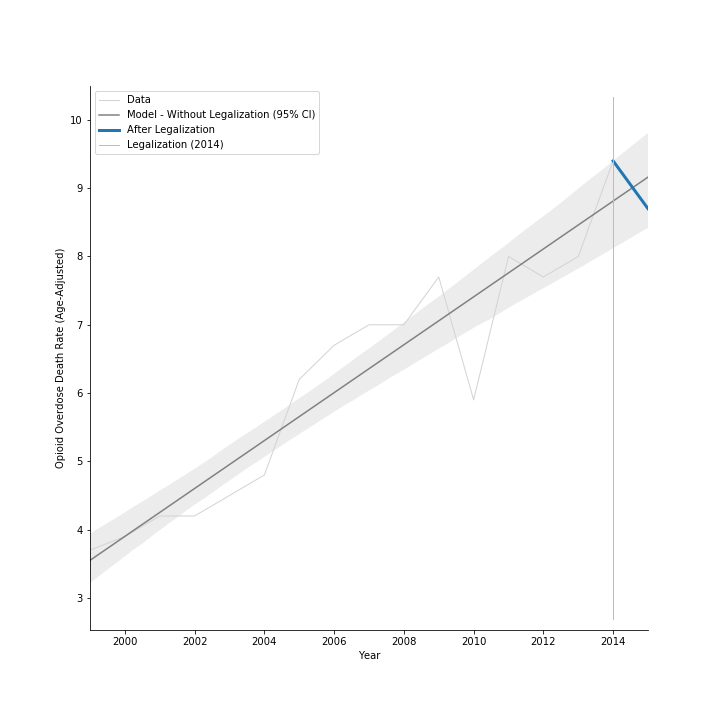 Data
Model - Without Legalization (95% CI)
After Legalization
Legalization (2014)
Opioid Overdose Death Rate (Age-Adjusted)
10
9
8
7
6
5
4
3
2000 2002 2004 2006 2008 2010 2012 2014
Year